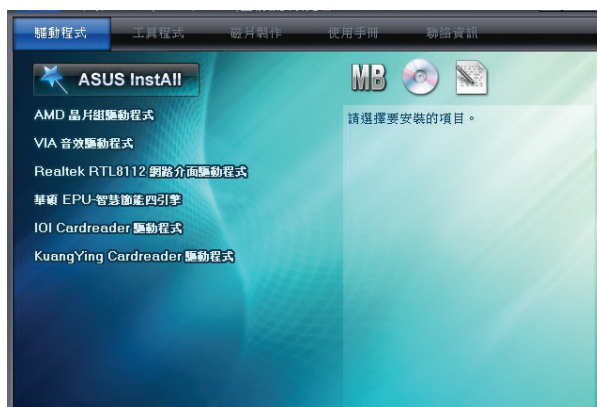 驅動程式 工具程式 磁片製作 使用手冊 聯絡資訊
ASUS InstAll
MB
AMD 晶片組驅動程式
請選擇要安裝的項目。
VIA 音效驅動程式
Realtek RTL8112 網路介面驅動程式
華碩 EPU-智慧節能四引擎
IOI Cardreader 驅動程式
KuangYing Cardreader 驅動程式